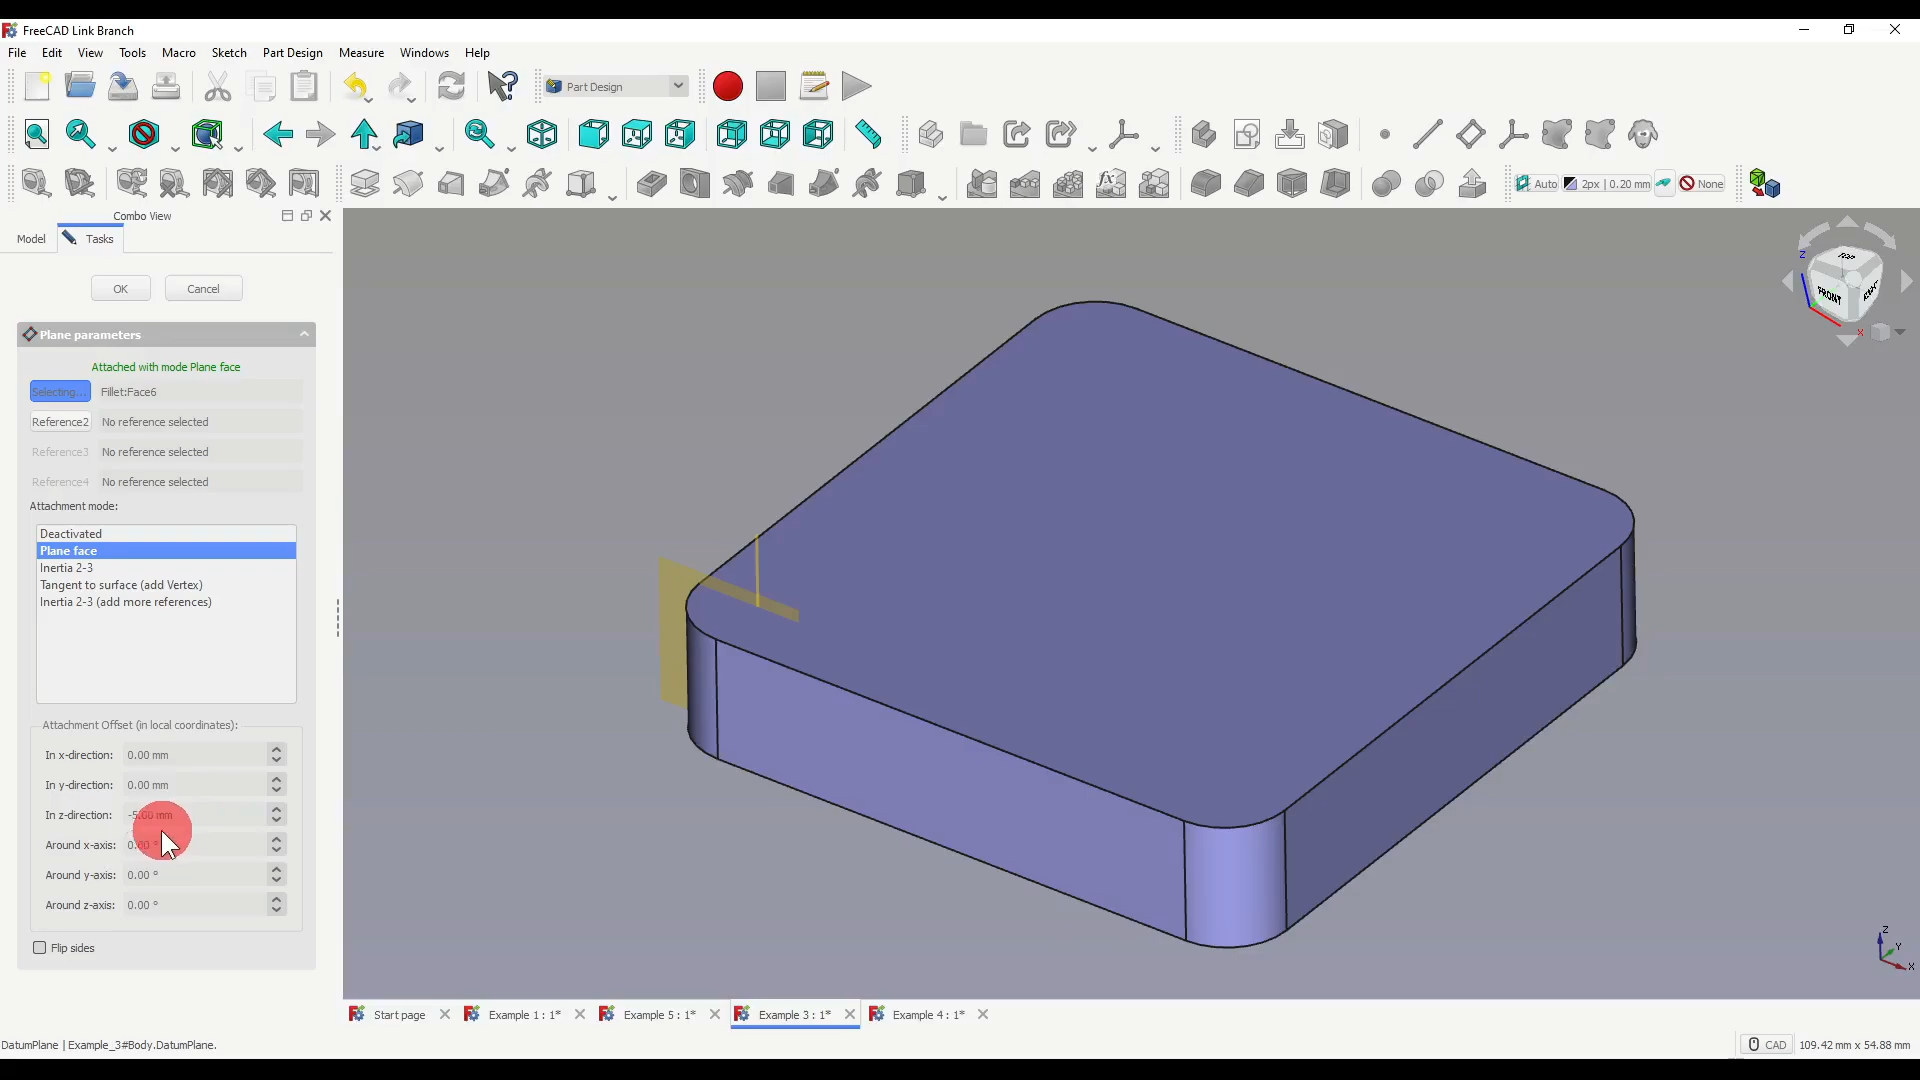 FreeCAD Link Branch
File Edit View Tools Macro Sketch Part Design Measure Windows Help
Part Design
Auto 2px | 0.20 mm None
Combo View
Model Tasks
OK Cancel
Plane parameters
Attached with mode Plane face
Selecting... Fillet:Face6
Reference2 No reference selected
Reference3 No reference selected
Reference4 No reference selected
Attachment mode:
Deactivated
Plane face
Inertia 2-3
Tangent to surface (add Vertex)
Inertia 2-3 (add more references)
Attachment Offset (in local coordinates):
In x-direction: 0.00 mm
In y-direction: 0.00 mm
In z-direction: -5.00 mm
Around x-axis: 0.00 °
Around y-axis: 0.00 °
Around z-axis: 0.00 °
Flip sides
TOP
FRONT
Z
X
Z
Y
X
Start page Example 1 : 1* Example 5 : 1* Example 3 : 1* Example 4 : 1*
DatumPlane | Example_3#Body.DatumPlane. CAD 109.42 mm x 54.88 mm